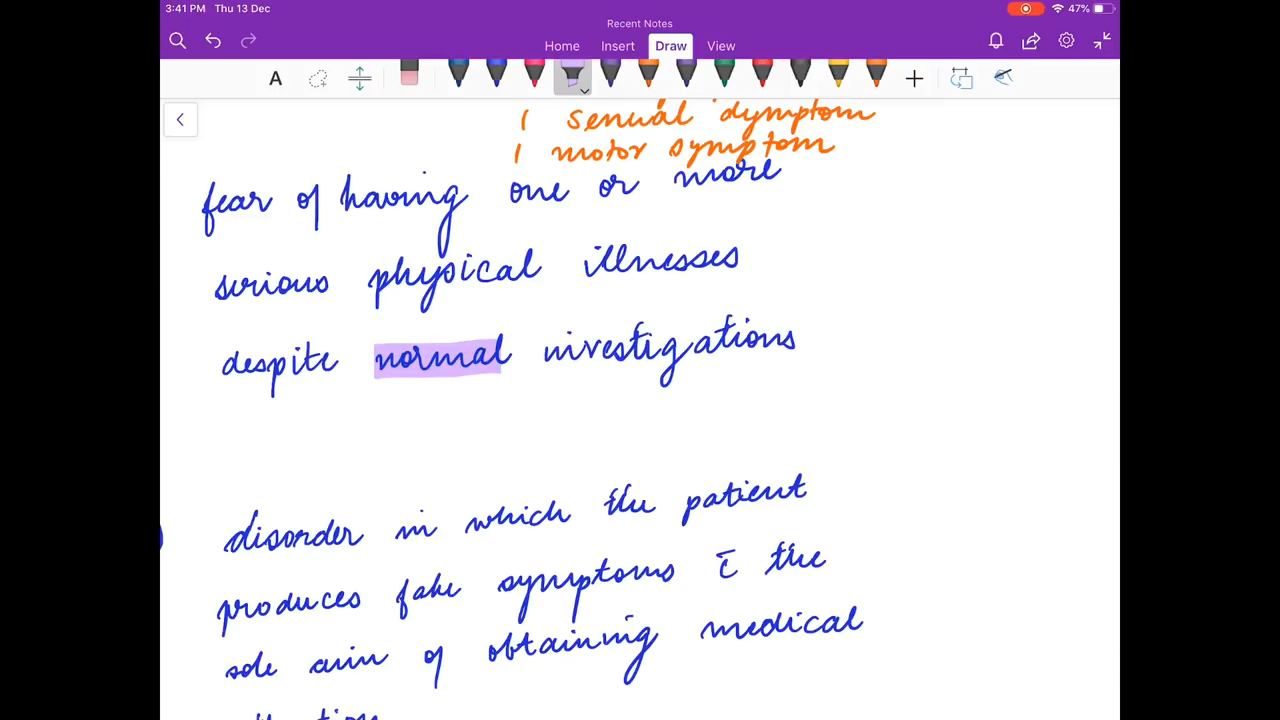 3:41 PM Thu 13 Dec
47%
Recent Notes
Home Insert Draw View
A
1 sexual dymptom
1 motor symptom
fear of having one or more
serious physical illnesses
despite normal investigations
disorder in which the patient
produces fake symptoms c̄ the
sole aim of obtaining medical